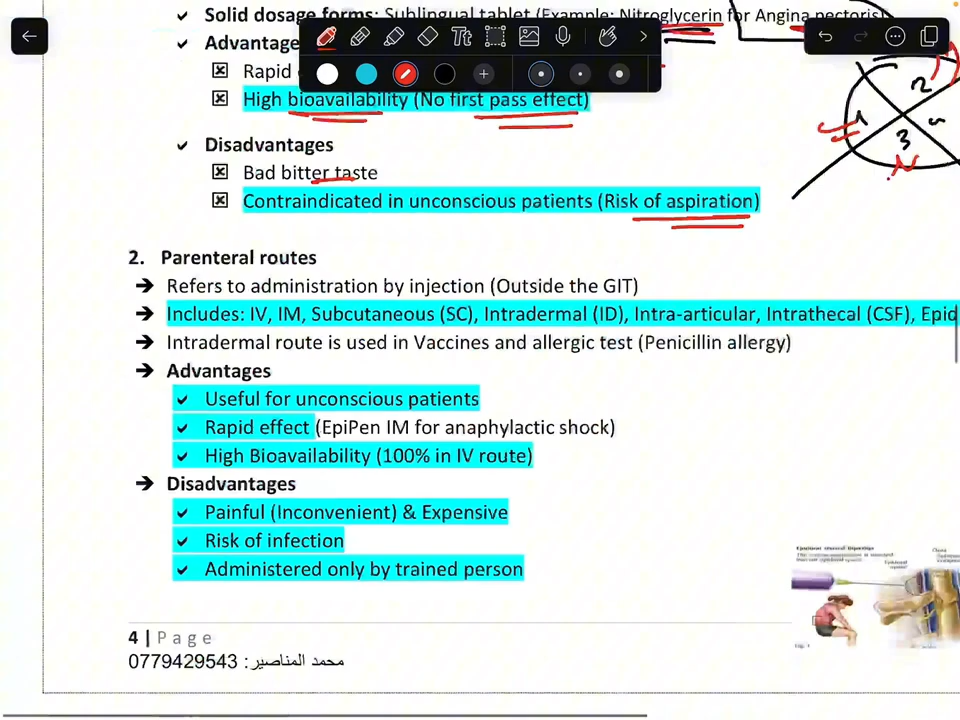 Solid dosage forms: Sublingual tablet (Example: Nitroglycerin for Angina pectoris)
Advantage
Rapid
High bioavailability (No first pass effect)
Disadvantages
Bad bitter taste
Contraindicated in unconscious patients (Risk of aspiration)
2. Parenteral routes
Refers to administration by injection (Outside the GIT)
Includes: IV, IM, Subcutaneous (SC), Intradermal (ID), Intra-articular, Intrathecal (CSF), Epid
Intradermal route is used in Vaccines and allergic test (Penicillin allergy)
Advantages
Useful for unconscious patients
Rapid effect (EpiPen IM for anaphylactic shock)
High Bioavailability (100% in IV route)
Disadvantages
Painful (Inconvenient) & Expensive
Risk of infection
Administered only by trained person
4 | Page
محمد المناصير: 0779429543
Tt
1
2
3